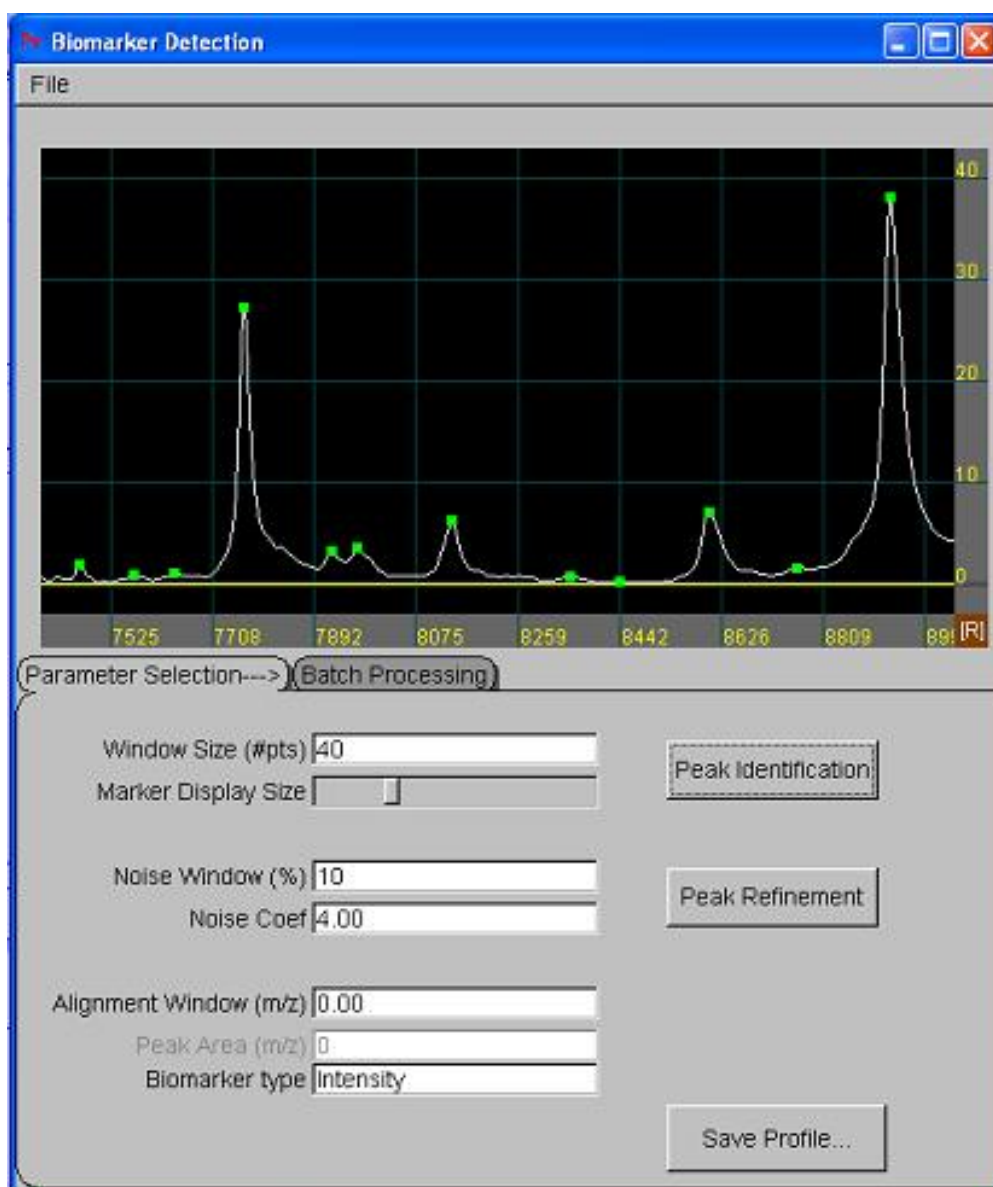 Biomarker Detection
File
40
30
20
10
0
7525 7708 7892 8075 8259 8442 8626 8809 [R]
Parameter Selection---> Batch Processing
Window Size (#pts) 40
Peak Identification
Marker Display Size
Noise Window (%) 10
Peak Refinement
Noise Coef 4.00
Alignment Window (m/z) 0.00
Peak Area (m/z) 0
Biomarker type Intensity
Save Profile...